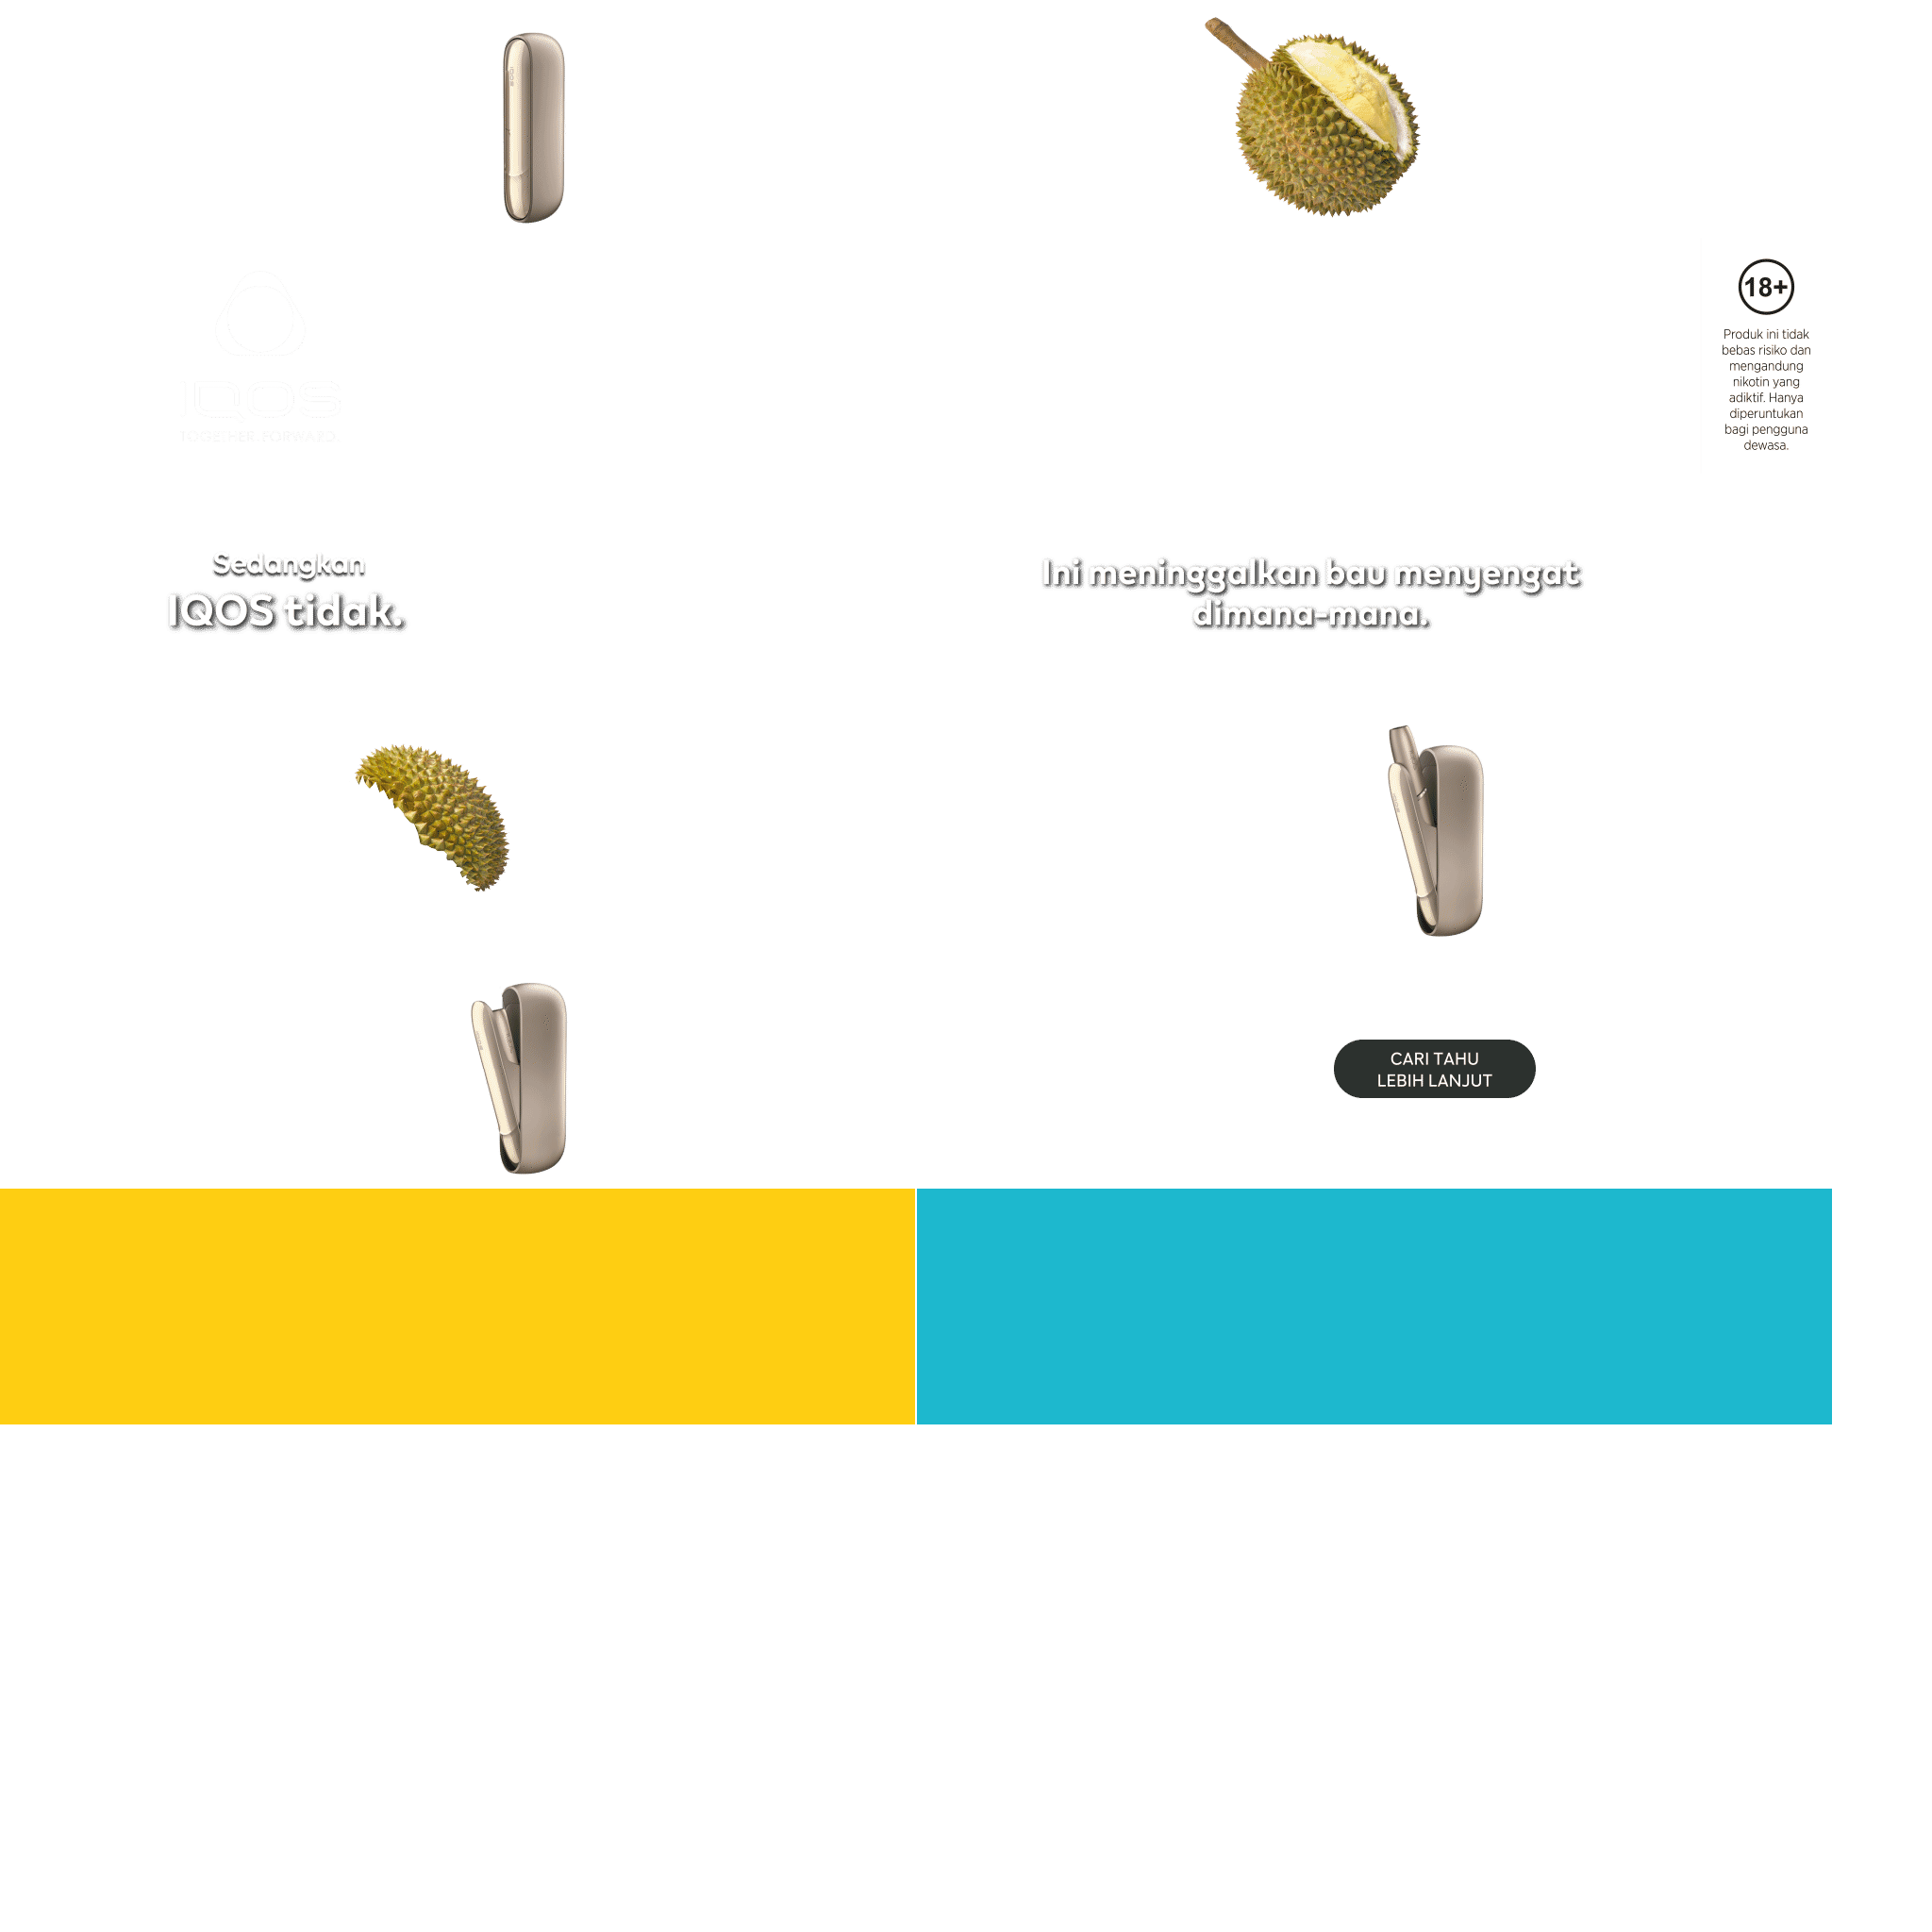 18+
Produk ini tidak
bebas risiko dan
mengandung
nikotin yang
adiktif. Hanya
diperuntukan
bagi pengguna
dewasa.
IQOS
TOGETHER. FORWARD.
Sedangkan
IQOS tidak.
Ini meninggalkan bau menyengat
dimana-mana.
CARI TAHU
LEBIH LANJUT